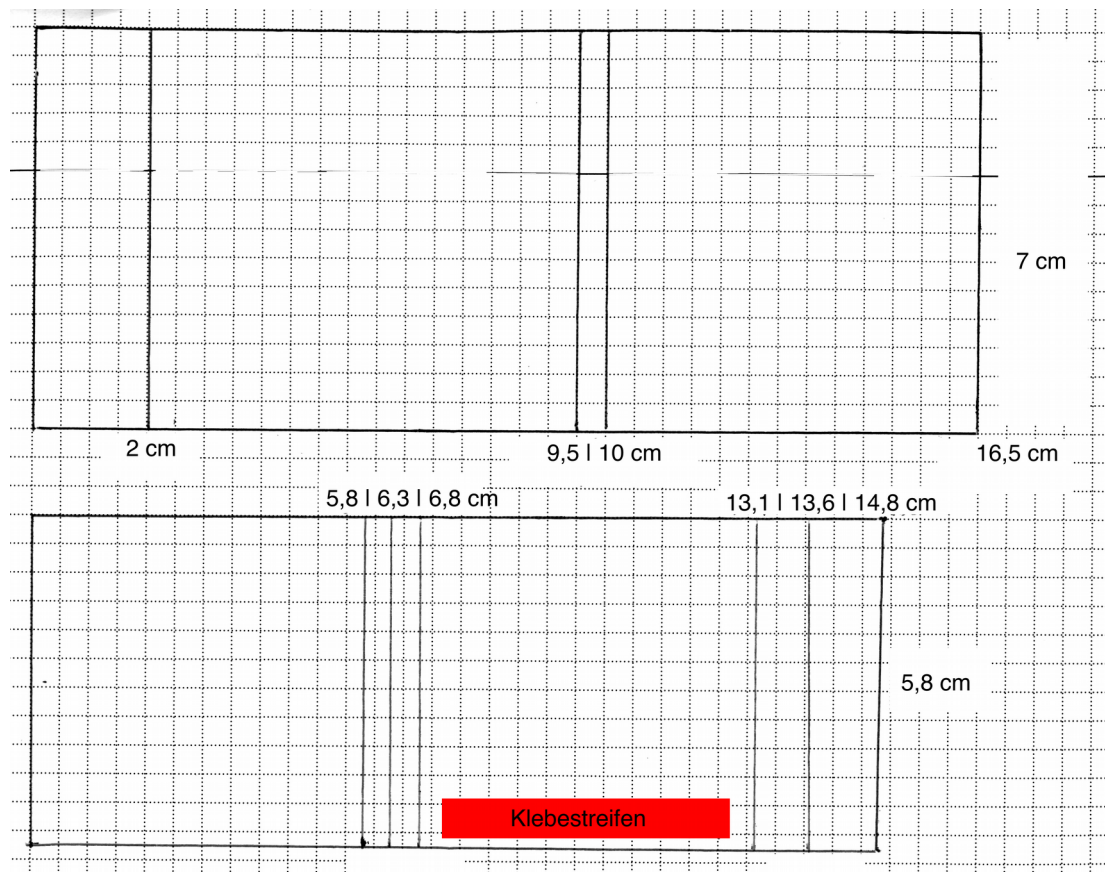 7 cm
2 cm
9,5 | 10 cm
16,5 cm
5,8 | 6,3 | 6,8 cm
13,1 | 13,6 | 14,8 cm
5,8 cm
Klebestreifen